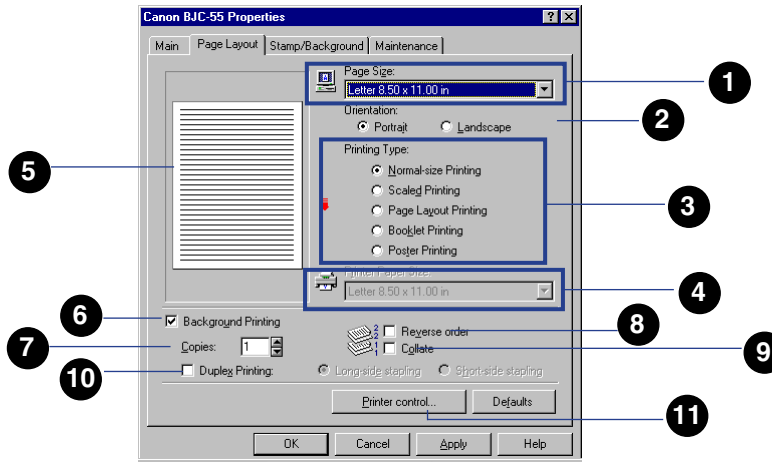 Canon BJC-55 Properties
Main Page Layout Stamp/Background Maintenance
Page Size:
Letter 8.50 x 11.00 in
1
Orientation:
Portrait Landscape
2
Printing Type:
Normal-size Printing
Scaled Printing
Page Layout Printing
Booklet Printing
Poster Printing
3
5
Printer Paper Size:
Letter 8.50 x 11.00 in
4
6
Background Printing
7
Copies: 1
2 2 1 1
Reverse order
8
Collate
9
10
Duplex Printing: Long-side stapling Short-side stapling
Printer control... Defaults
11
OK Cancel Apply Help